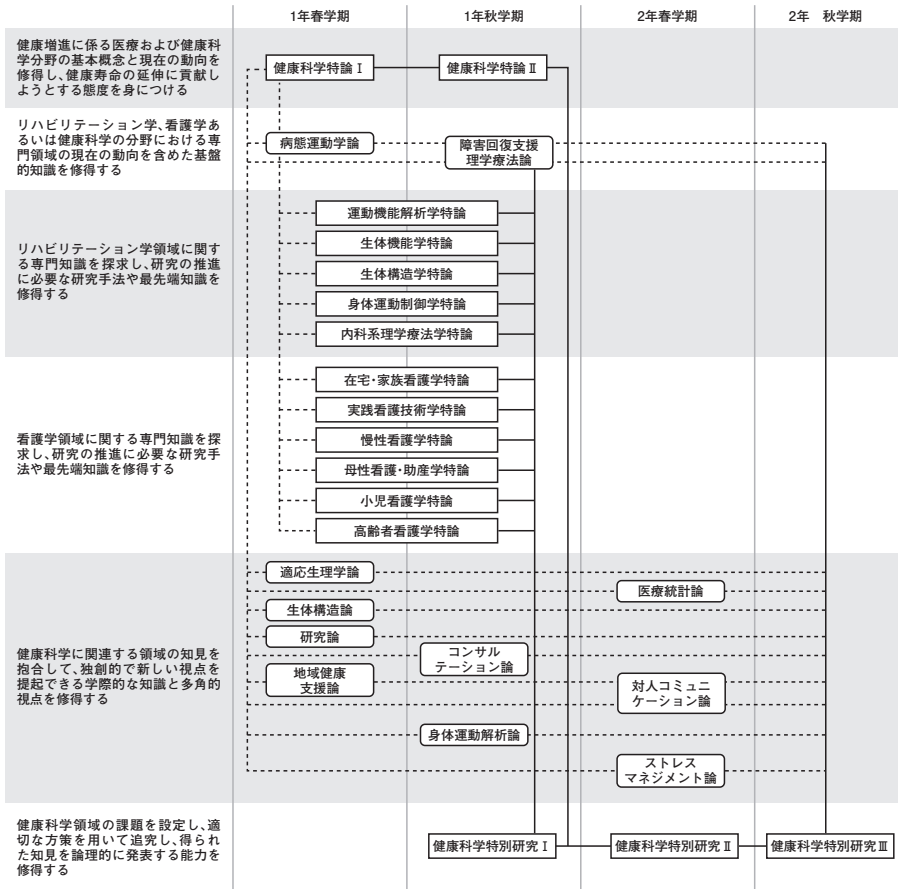 1年春学期
1年秋学期
2年春学期
2年 秋学期
健康増進に係る医療および健康科
学分野の基本概念と現在の動向を
修得し、健康寿命の延伸に貢献し
ようとする態度を身につける
健康科学特論Ⅰ
健康科学特論Ⅱ
リハビリテーション学、看護学あ
るいは健康科学の分野における専
門領域の現在の動向を含めた基盤
的知識を修得する
病態運動学論
障害回復支援
理学療法論
リハビリテーション学領域に関す
る専門知識を探求し、研究の推進
に必要な研究手法や最先端知識を
修得する
運動機能解析学特論
生体機能学特論
生体構造学特論
身体運動制御学特論
内科系理学療法学特論
看護学領域に関する専門知識を探
求し、研究の推進に必要な研究手
法や最先端知識を修得する
在宅・家族看護学特論
実践看護技術学特論
慢性看護学特論
母性看護・助産学特論
小児看護学特論
高齢者看護学特論
健康科学に関連する領域の知見を
抱合して、独創的で新しい視点を
提起できる学際的な知識と多角的
視点を修得する
適応生理学論
医療統計論
生体構造論
研究論
コンサル
テーション論
地域健康
支援論
対人コミュニ
ケーション論
身体運動解析論
ストレス
マネジメント論
健康科学領域の課題を設定し、適
切な方策を用いて追究し、得られ
た知見を論理的に発表する能力を
修得する
健康科学特別研究Ⅰ
健康科学特別研究Ⅱ
健康科学特別研究Ⅲ